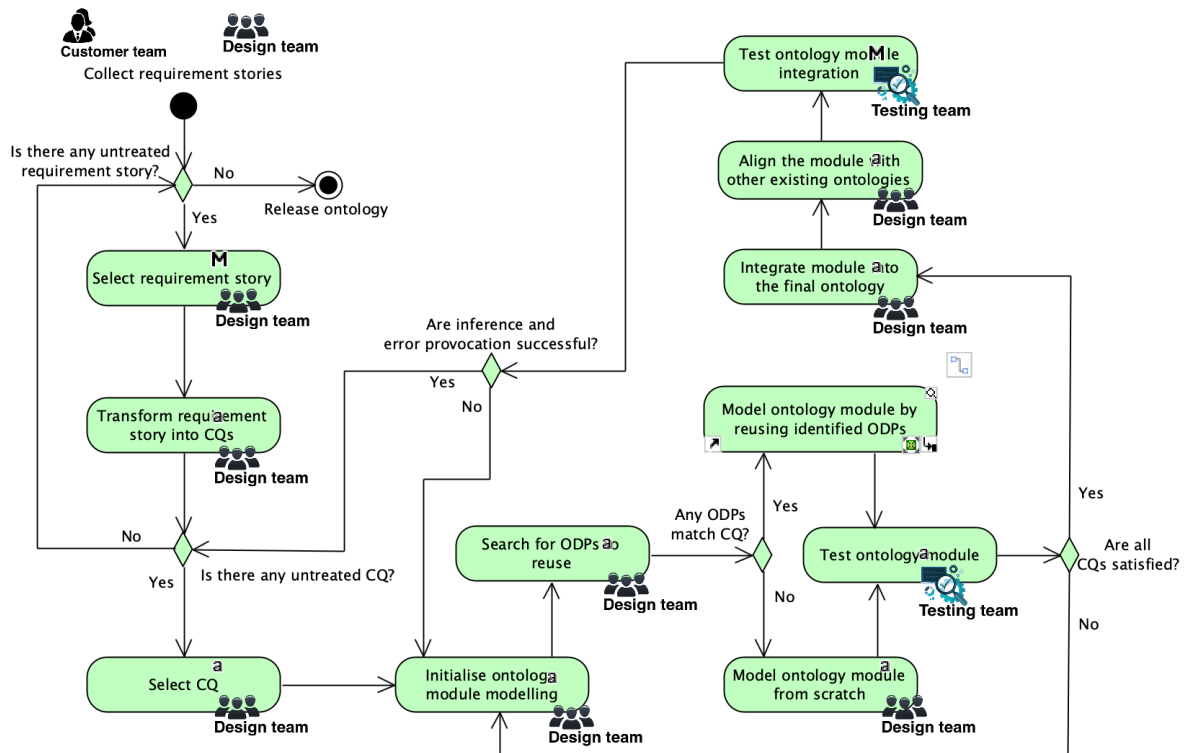 Customer team
Design team
Collect requirement stories
Is there any untreated
requirement story?
No
Release ontology
Yes
M
Select requirement story
Design team
a
Transform requirement
story into CQs
Design team
No
Is there any untreated CQ?
Yes
a
Select CQ
Design team
Are inference and
error provocation successful?
Yes
No
a
Initialise ontology
module modelling
Design team
a
Search for ODPs to
reuse
Design team
Any ODPs
match CQ?
Yes
No
Model ontology module by
reusing identified ODPs
a
Model ontology module
from scratch
Design team
a
Test ontology module
Testing team
Are all
CQs satisfied?
Yes
No
a
Integrate module into
the final ontology
Design team
a
Align the module with
other existing ontologies
Design team
M
Test ontology module
integration
Testing team